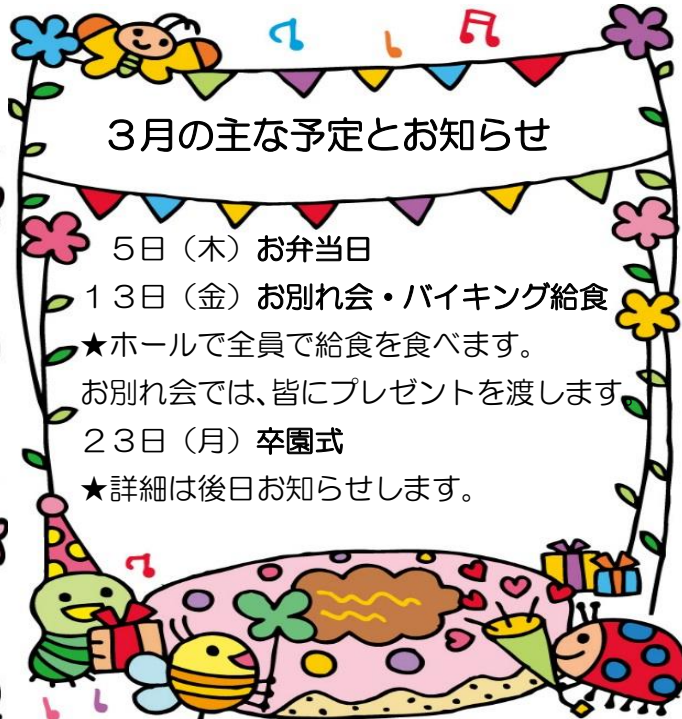 ３月の主な予定とお知らせ
５日（木）お弁当日
１３日（金）お別れ会・バイキング給食
★ホールで全員で給食を食べます。
お別れ会では、皆にプレゼントを渡します
２３日（月）卒園式
★詳細は後日お知らせします。